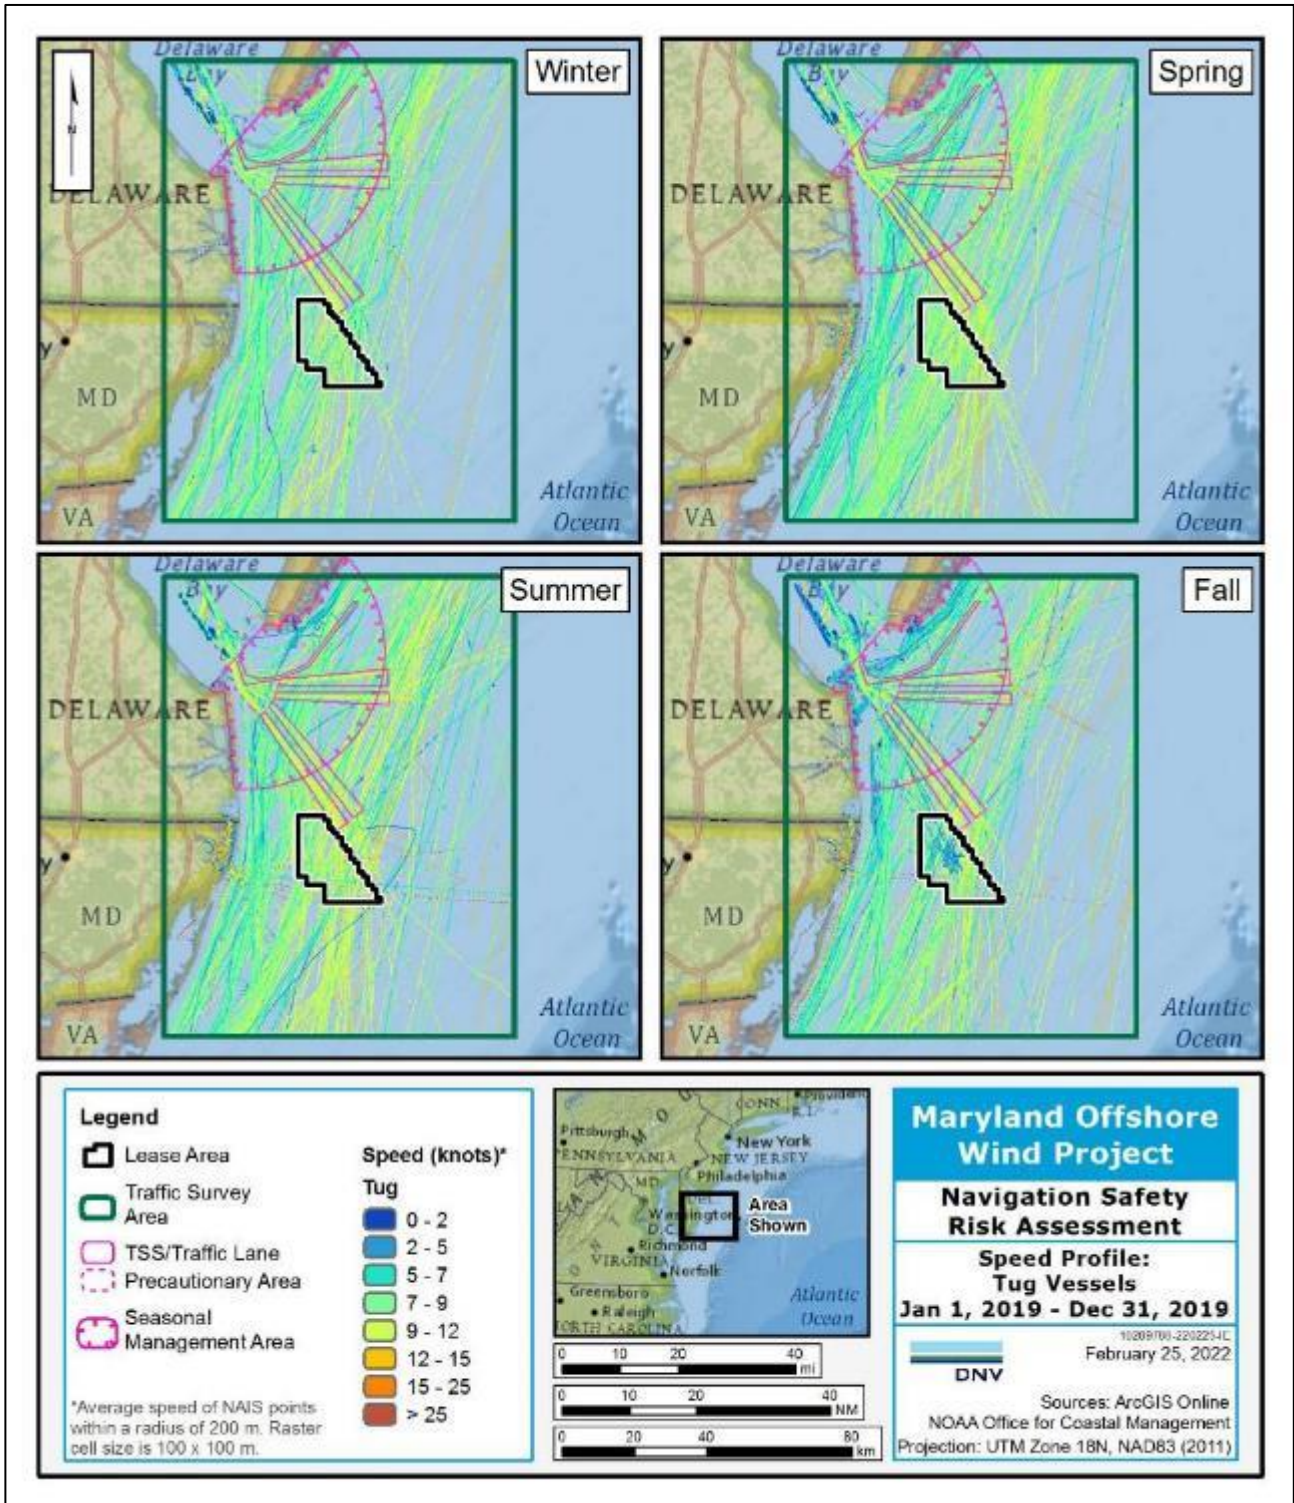 Delaware
Bay
Winter
N
DELAWARE
y
MD
VA
Atlantic
Ocean
Delaware
Bay
Spring
DELAWARE
y
MD
VA
Atlantic
Ocean
Delaware
Bay
Summer
DELAWARE
y
MD
VA
Atlantic
Ocean
Delaware
Bay
Fall
DELAWARE
y
MD
VA
Atlantic
Ocean
Legend
Lease Area
Traffic Survey
Area
TSS/Traffic Lane
Precautionary Area
Seasonal
Management Area
*Average speed of NAIS points
within a radius of 200 m. Raster
cell size is 100 x 100 m.
Speed (knots)*
Tug
0 - 2
2 - 5
5 - 7
7 - 9
9 - 12
12 - 15
15 - 25
> 25
CONN
Providenc
R.I.
Pittsburgh
New York
PENNSYLVANIA
NEW JERSEY
Philadelphia
MD
Del
Washington
D.C.
Area
Shown
Richmond
VIRGINIA
Norfolk
Greensboro
Raleigh
NORTH CAROLINA
Atlantic
Ocean
0 10 20 40
mi
0 10 20 40
NM
0 20 40 80
km
Maryland Offshore
Wind Project
Navigation Safety
Risk Assessment
Speed Profile:
Tug Vessels
Jan 1, 2019 - Dec 31, 2019
February 25, 2022
DNV
Sources: ArcGIS Online
NOAA Office for Coastal Management
Projection: UTM Zone 18N, NAD83 (2011)